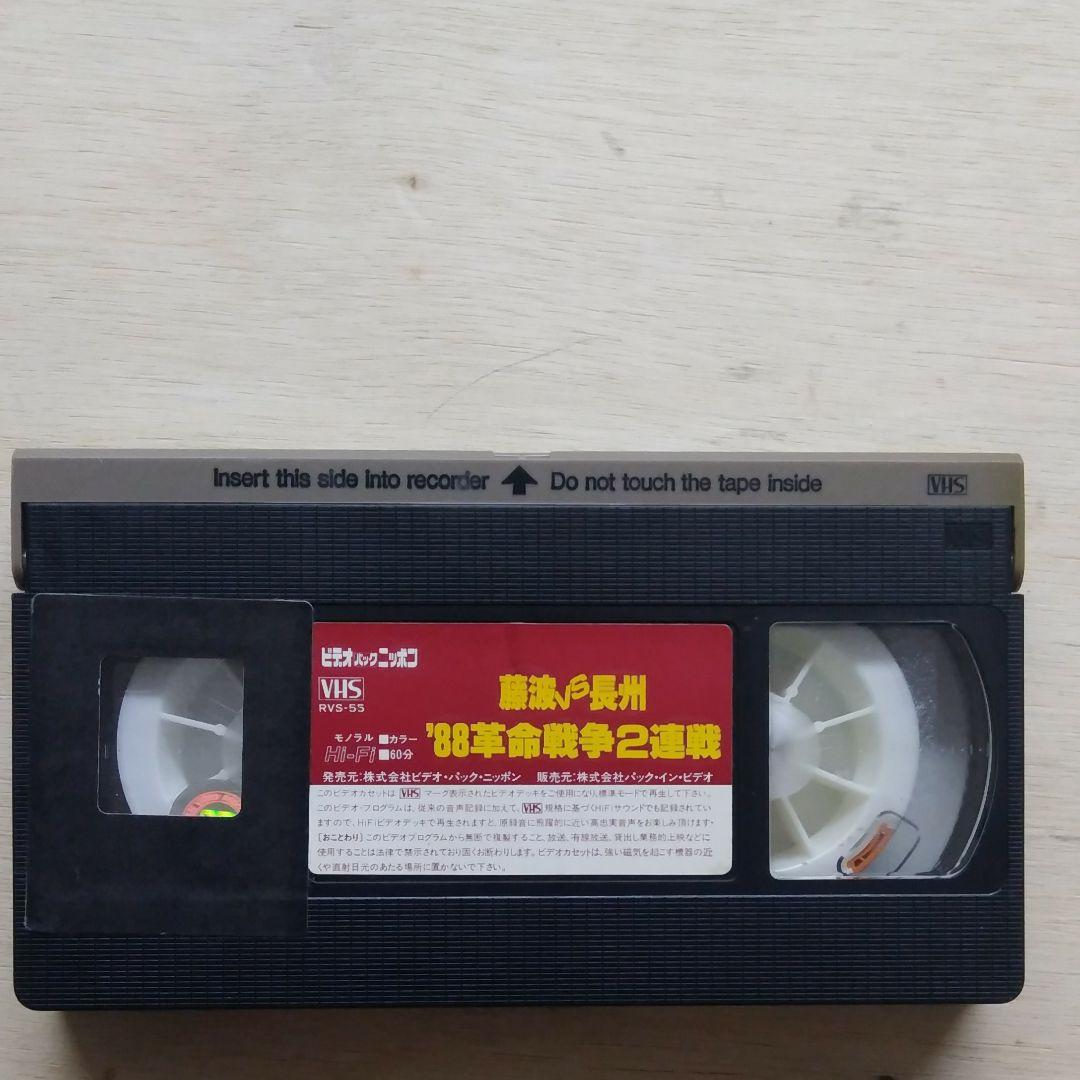 Insert this side into recorder ↑ Do not touch the tape inside VHS
ビデオパックニッポン
VHS
RVS-55
藤波VS長州
モノラル ■カラー
Hi-Fi ■60分
'88革命戦争2連戦
発売元:株式会社ビデオ・パック・ニッポン 販売元:株式会社パック・イン・ビデオ
このビデオカセットは VHS マーク表示されたビデオデッキをご使用になり、標準モードで再生して下さい。
このビデオ・プログラムは、従来の音声記録に加えて、VHS 規格に基づくHiFiサウンドでも記録されてい
ますので、HiFiビデオデッキで再生されますと、原録音に飛躍的に近い高忠実音声をお楽しみ頂けます・
[おことわり]このビデオプログラムから無断で複製すること、放送、有線放送、貸出し業務的上映などに
使用することは法律で禁示されており固くお断わりします。ビデオカセットは、強い磁気を起こす機器の近
くや直射日光のあたる場所に置かないで下さい。